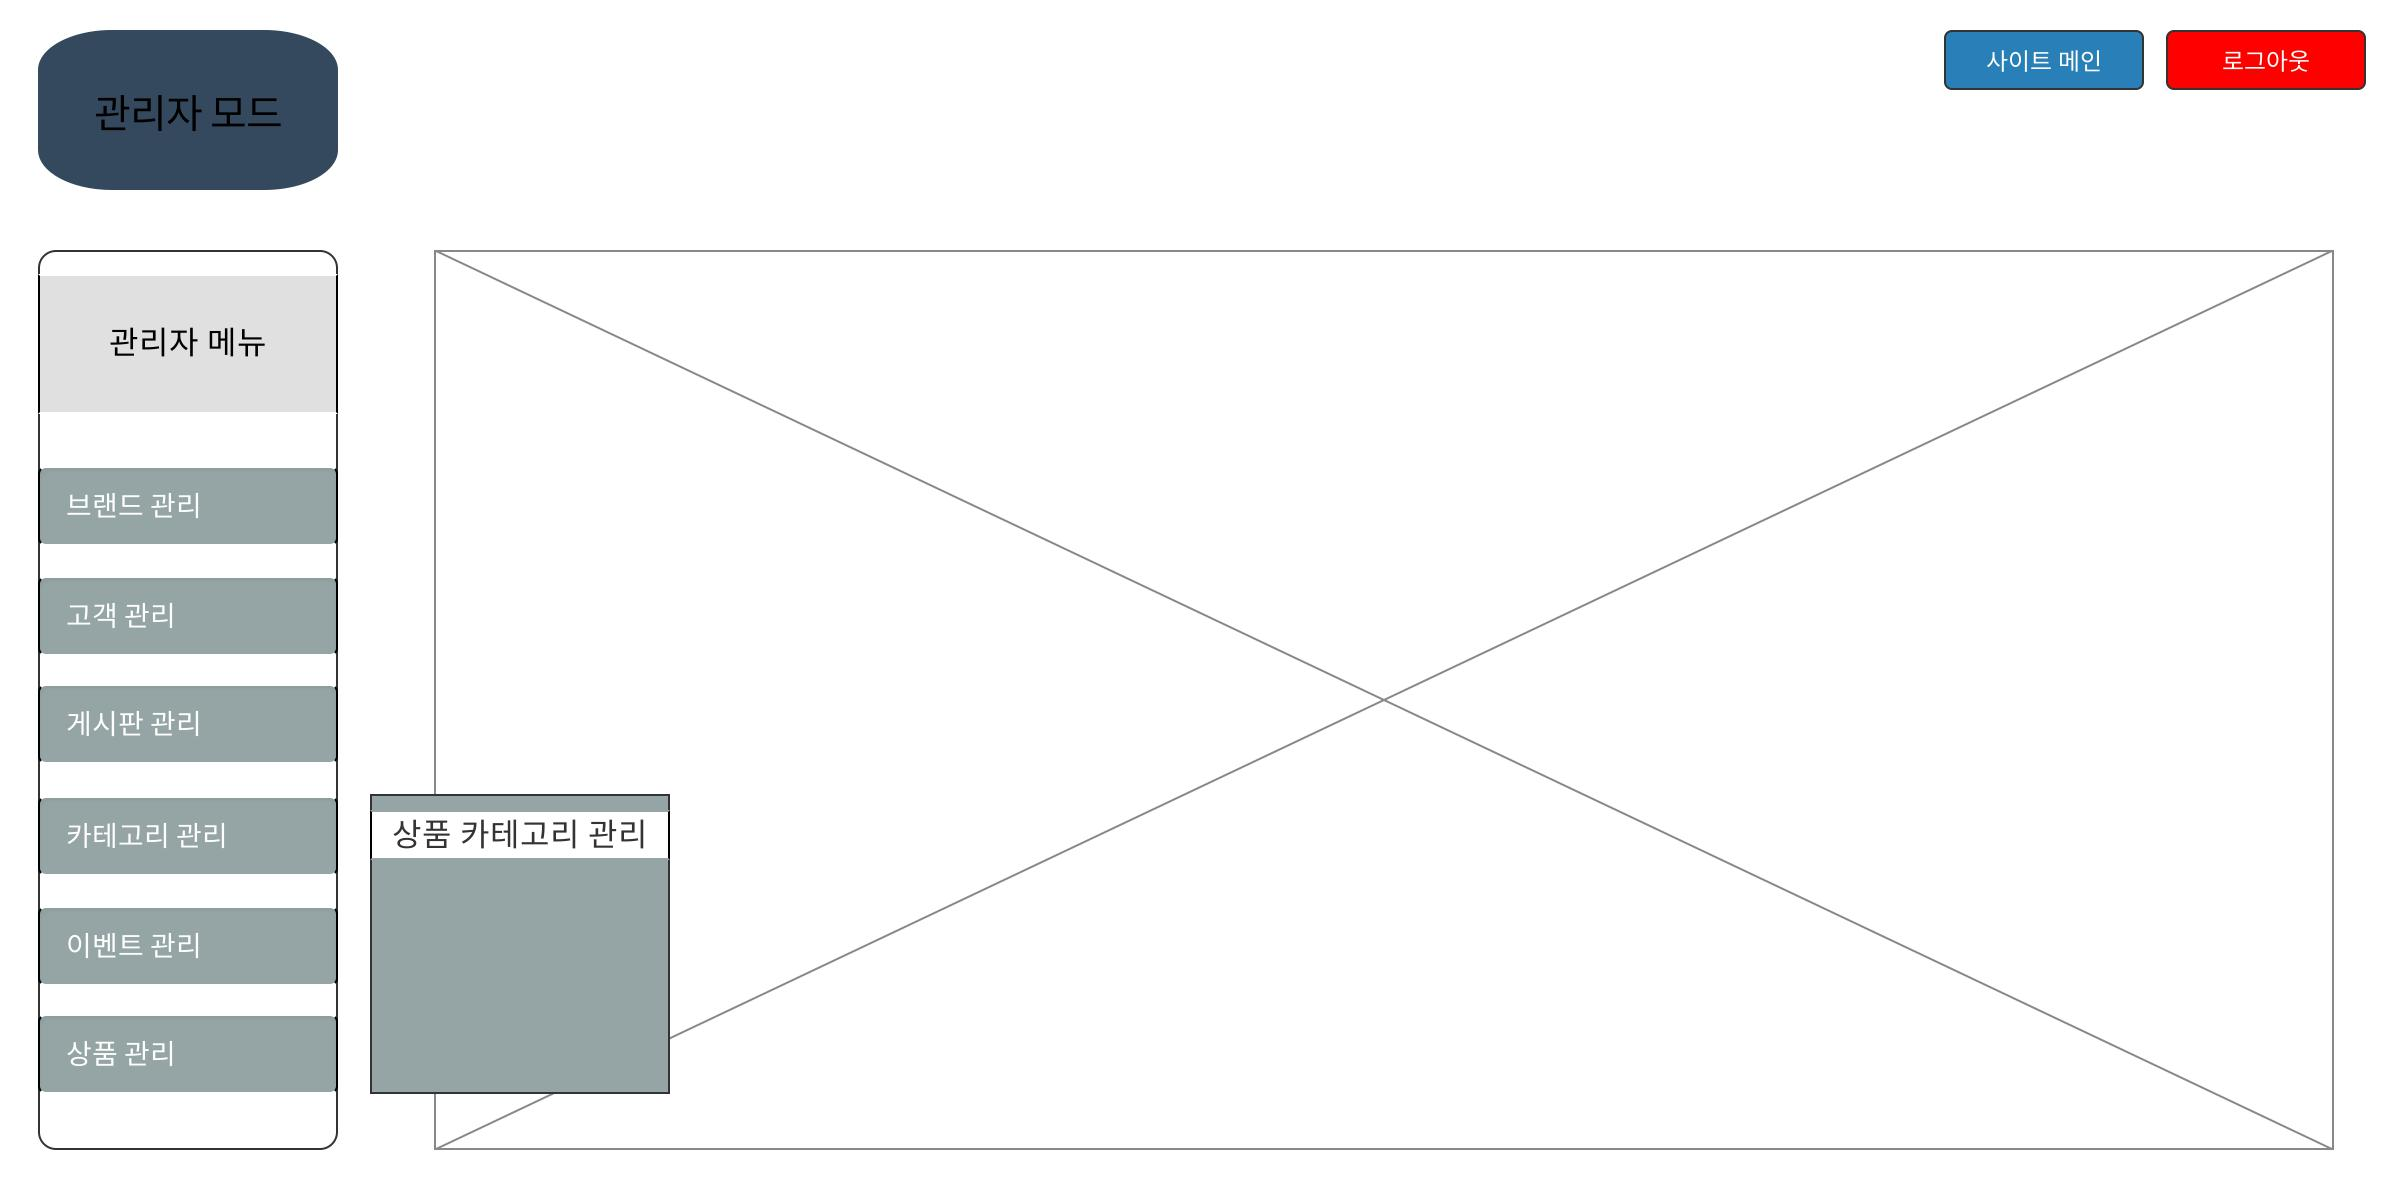 관리자 모드
사이트 메인
로그아웃
관리자 메뉴
브랜드 관리
고객 관리
게시판 관리
카테고리 관리
상품 카테고리 관리
이벤트 관리
상품 관리